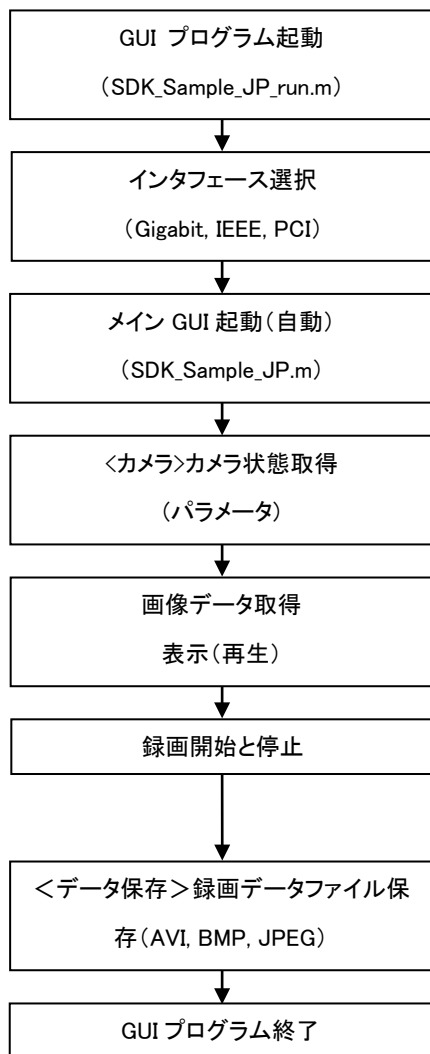 GUI プログラム起動
(SDK_Sample_JP_run.m)
インタフェース選択
(Gigabit, IEEE, PCI)
メイン GUI 起動(自動)
(SDK_Sample_JP.m)
<カメラ>カメラ状態取得
(パラメータ)
画像データ取得
表示(再生)
録画開始と停止
<データ保存>録画データファイル保
存(AVI, BMP, JPEG)
GUI プログラム終了